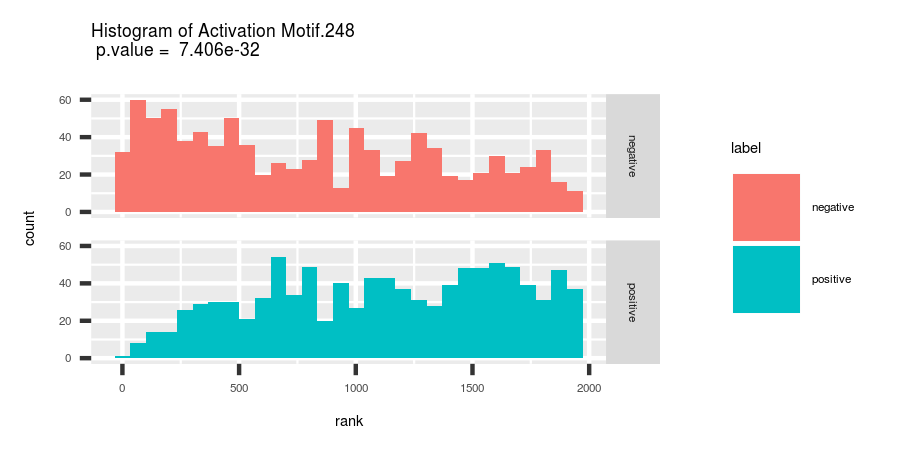 Histogram of Activation Motif.248
p.value =  7.406e-32
count
60
40
20
0
negative
60
40
20
0
positive
0 500 1000 1500 2000
rank
label
negative
positive